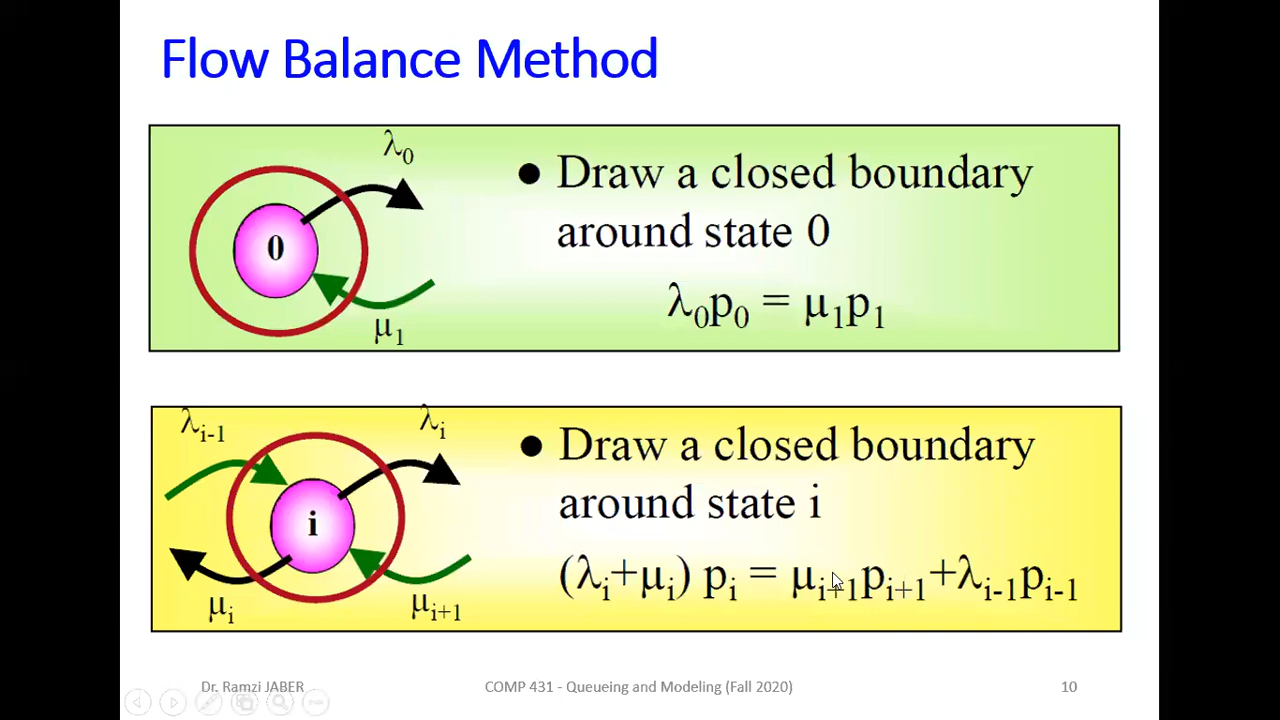 Flow Balance Method
λ₀
0
μ₁
● Draw a closed boundary
around state 0
λ₀p₀ = μ₁p₁
λᵢ₋₁
λᵢ
i
μᵢ
μᵢ₊₁
● Draw a closed boundary
around state i
(λᵢ+μᵢ) pᵢ = μᵢ₊₁pᵢ₊₁+λᵢ₋₁pᵢ₋₁
Dr. Ramzi JABER
COMP 431 - Queueing and Modeling (Fall 2020)
10